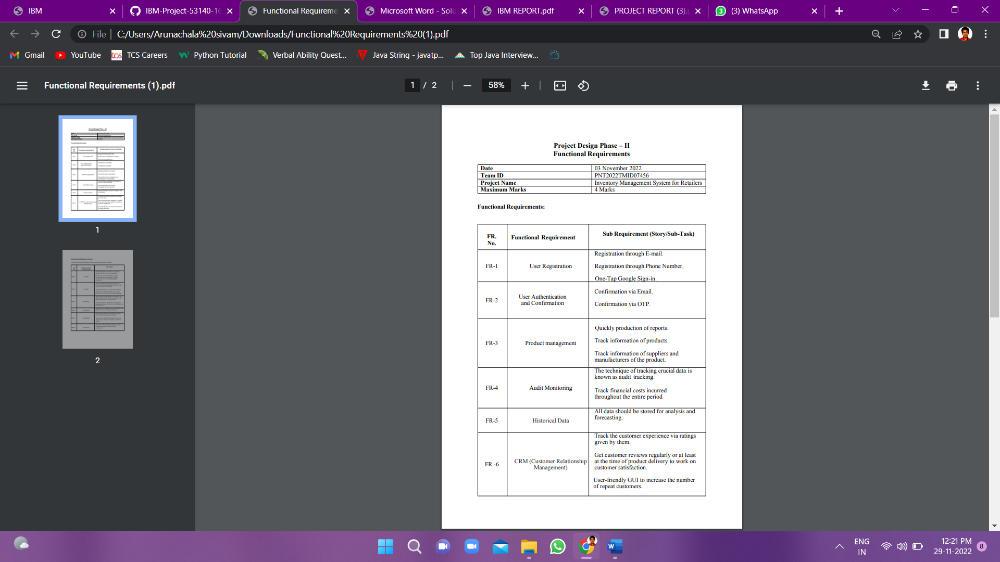 IBM
IBM-Project-53140-16
Functional Requireme
Microsoft Word - Solu
IBM REPORT.pdf
PROJECT REPORT (3).p
(3) WhatsApp
File
C:/Users/Arunachala%20sivam/Downloads/Functional%20Requirements%20(1).pdf
Gmail
YouTube
TCS Careers
Python Tutorial
Verbal Ability Quest...
Java String - javatp...
Top Java Interview...
Functional Requirements (1).pdf
1 / 2
58%
1
2
Project Design Phase – II
Functional Requirements
Date 03 November 2022
Team ID PNT2022TMID07456
Project Name Inventory Management System for Retailers
Maximum Marks 4 Marks
Functional Requirements:
FR.
No.
Functional Requirement
Sub Requirement (Story/Sub-Task)
FR-1
User Registration
Registration through E-mail.
Registration through Phone Number.
One-Tap Google Sign-in.
FR-2
User Authentication
and Confirmation
Confirmation via Email.
Confirmation via OTP.
FR-3
Product management
Quickly production of reports.
Track information of products.
Track information of suppliers and
manufacturers of the product.
FR-4
Audit Monitoring
The technique of tracking crucial data is
known as audit tracking.
Track financial costs incurred
throughout the entire period
FR-5
Historical Data
All data should be stored for analysis and
forecasting.
FR -6
CRM (Customer Relationship
Management)
Track the customer experience via ratings
given by them.
Get customer reviews regularly or at least
at the time of product delivery to work on
customer satisfaction.
User-friendly GUI to increase the number
of repeat customers.
ENG
IN
12:21 PM
29-11-2022
8